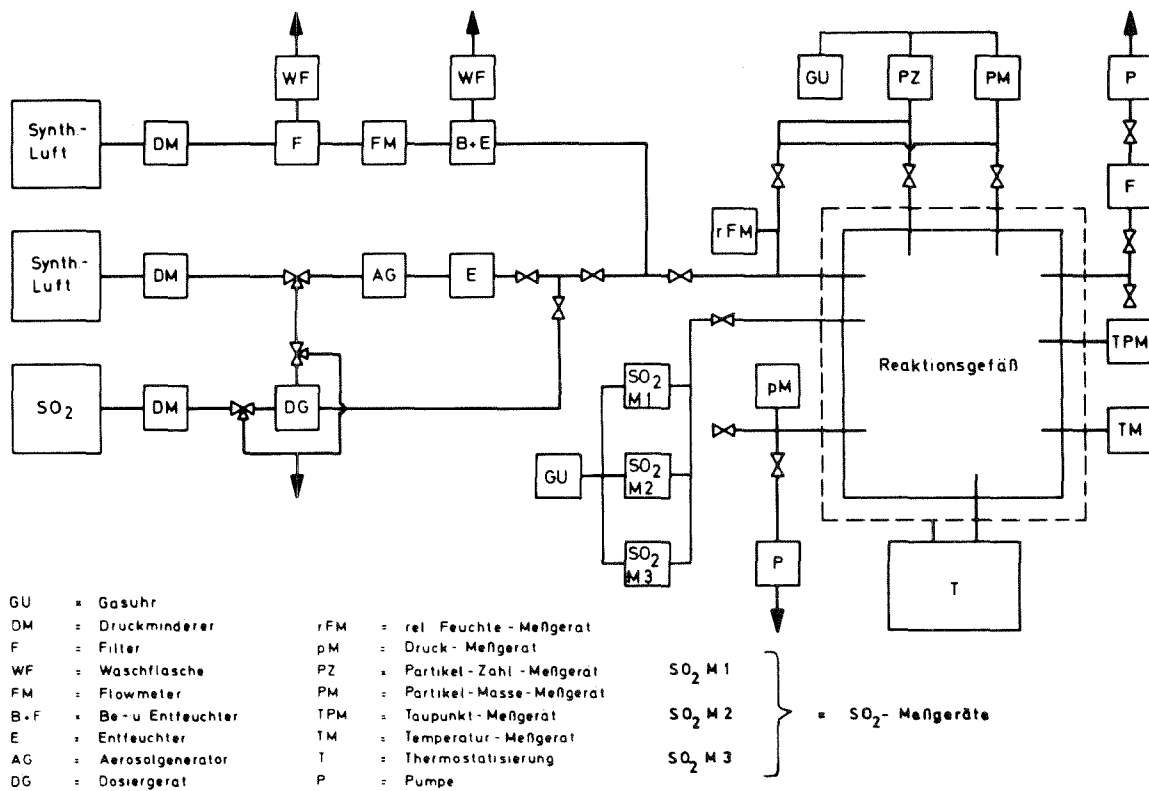 WF
WF
GU
PZ
PM
P
Synth.-
Luft
DM
F
FM
B+E
F
rFM
Synth.-
Luft
DM
AG
E
TPM
Reaktionsgefäß
SO2
DM
DG
SO2
M1
pM
TM
GU
SO2
M2
SO2
M3
P
T
GU = Gasuhr
DM = Druckminderer
F = Filter
WF = Waschflasche
FM = Flowmeter
B+F = Be-u Entfeuchter
E = Entfeuchter
AG = Aerosolgenerator
DG = Dosiergerat
rFM = rel Feuchte-Meßgerat
pM = Druck-Meßgerat
PZ = Partikel-Zahl-Meßgerät
PM = Partikel-Masse-Meßgerät
TPM = Taupunkt-Meßgerät
TM = Temperatur-Meßgerät
T = Thermostatisierung
P = Pumpe
SO2 M1
SO2 M2
SO2 M3
= SO2-Meßgeräte